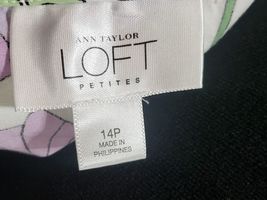 ANN TAYLOR
LOFT
PETITES
14P
MADE IN
PHILIPPINES